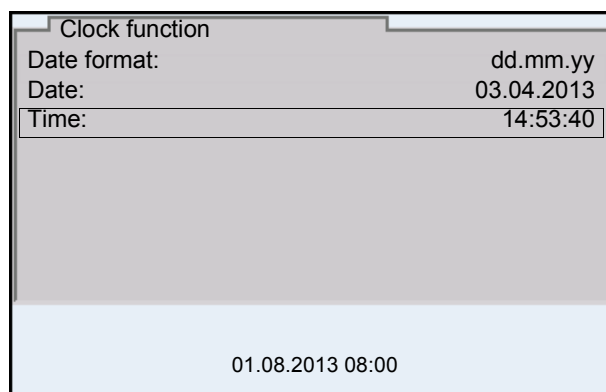 Clock function
Date format: dd.mm.yy
Date: 03.04.2013
Time: 14:53:40
01.08.2013 08:00